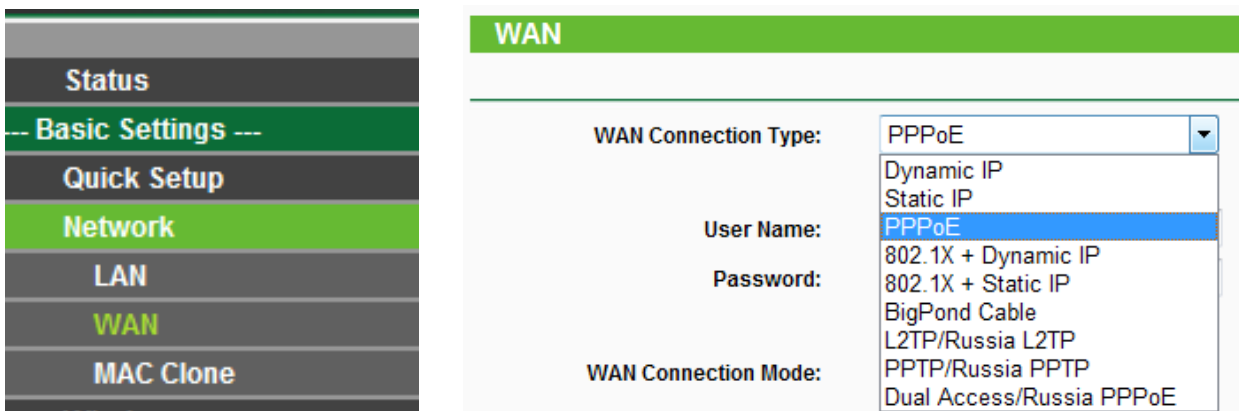 Status
--- Basic Settings ---
Quick Setup
Network
LAN
WAN
MAC Clone
WAN
WAN Connection Type:
PPPoE
Dynamic IP
Static IP
PPPoE
802.1X + Dynamic IP
802.1X + Static IP
BigPond Cable
L2TP/Russia L2TP
PPTP/Russia PPTP
Dual Access/Russia PPPoE
User Name:
Password:
WAN Connection Mode: